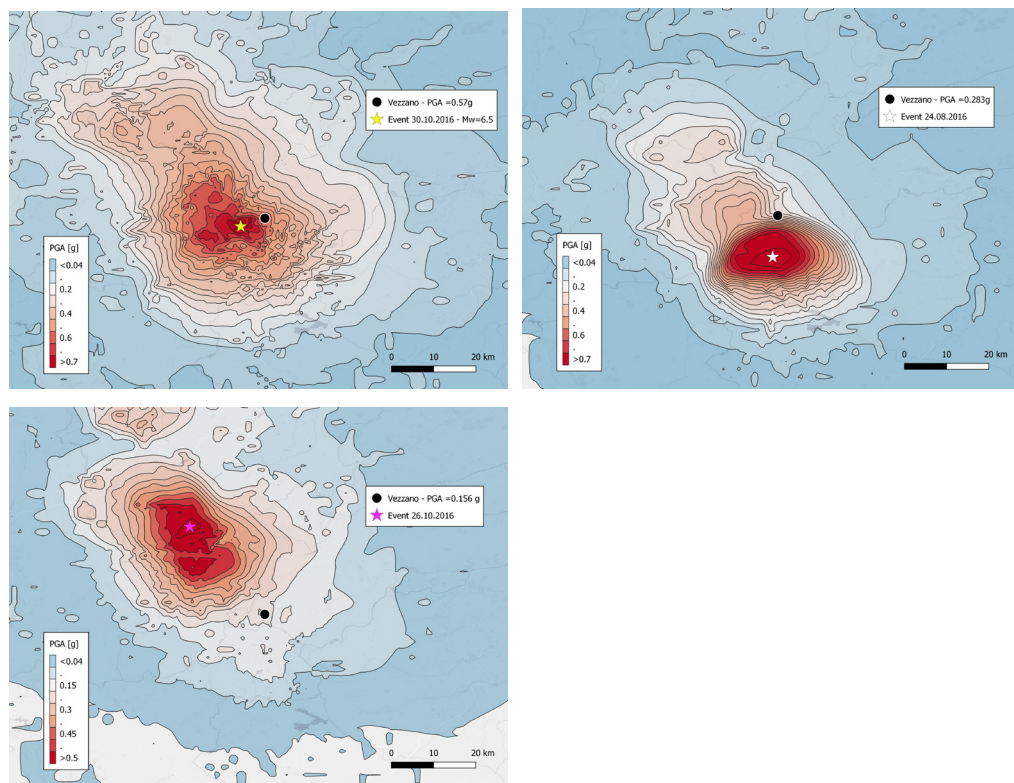 Vezzano - PGA =0.57g
Event 30.10.2016 - Mw=6.5
PGA [g]
<0.04
.
0.2
.
0.4
.
0.6
.
>0.7
0 10 20 km
Vezzano - PGA =0.283g
Event 24.08.2016
PGA [g]
<0.04
.
0.2
.
0.4
.
0.6
.
>0.7
0 10 20 km
Vezzano - PGA =0.156 g
Event 26.10.2016
PGA [g]
<0.04
.
0.15
.
0.3
.
0.45
.
>0.5
0 10 20 km